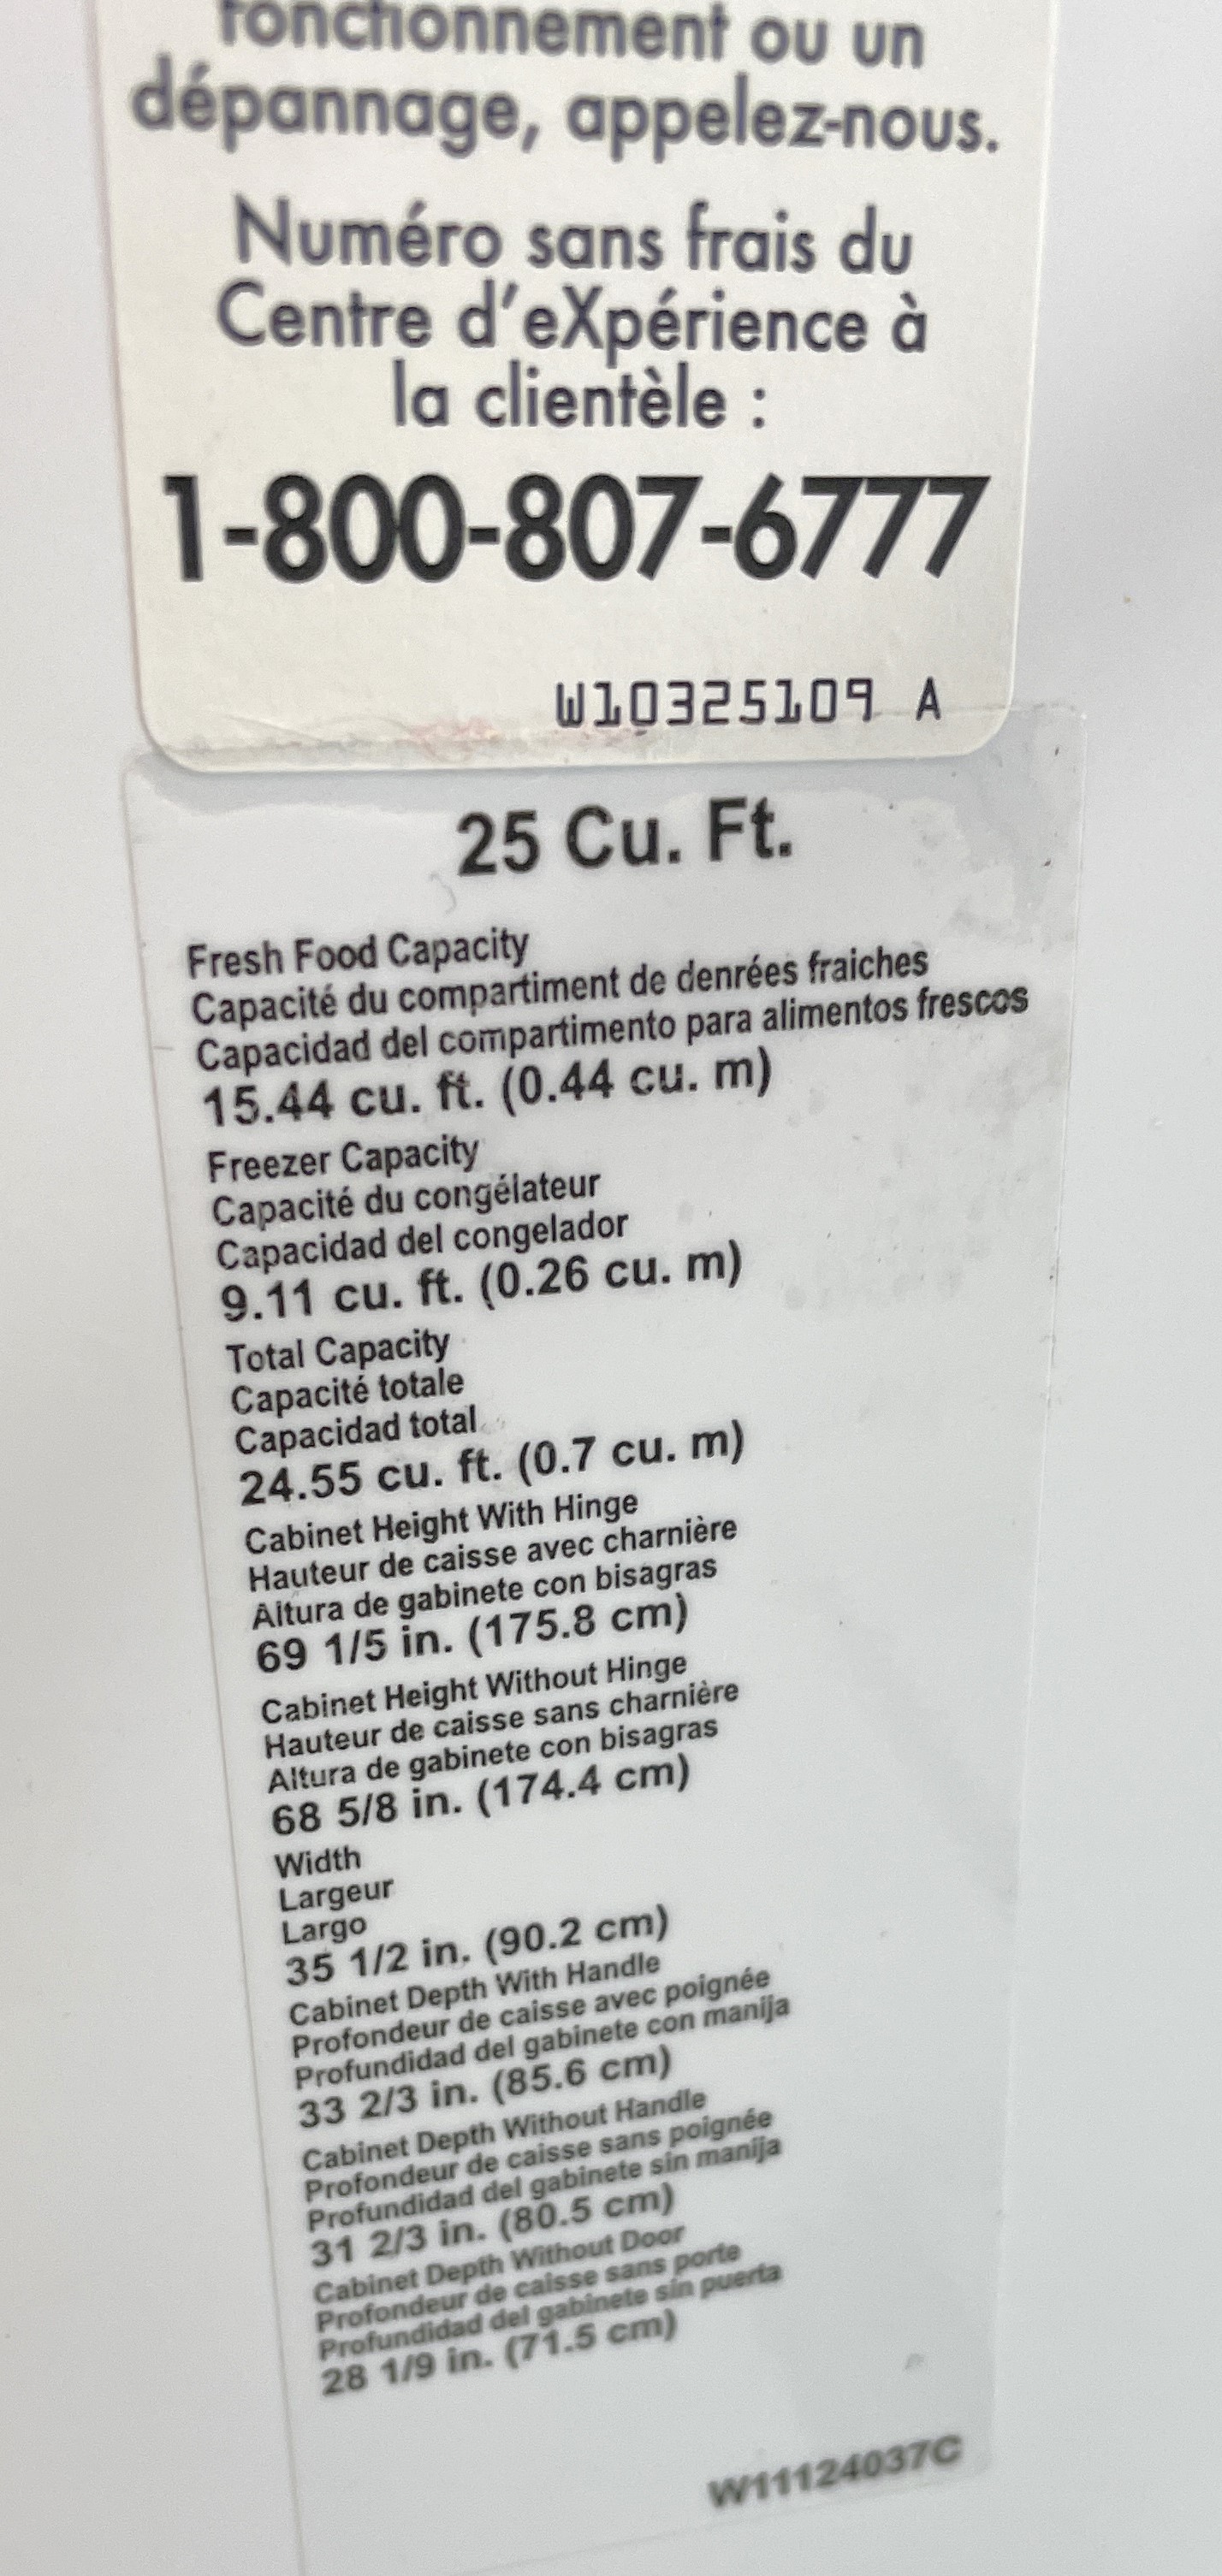 fonctionnement ou un
dépannage, appelez-nous.
Numéro sans frais du
Centre d'eXpérience à
la clientèle :
1-800-807-6777
W10325109 A
25 Cu. Ft.
Fresh Food Capacity
Capacité du compartiment de denrées fraiches
Capacidad del compartimento para alimentos frescos
15.44 cu. ft. (0.44 cu. m)
Freezer Capacity
Capacité du congélateur
Capacidad del congelador
9.11 cu. ft. (0.26 cu. m)
Total Capacity
Capacité totale
Capacidad total
24.55 cu. ft. (0.7 cu. m)
Cabinet Height With Hinge
Hauteur de caisse avec charnière
Altura de gabinete con bisagras
69 1/5 in. (175.8 cm)
Cabinet Height Without Hinge
Hauteur de caisse sans charnière
Altura de gabinete con bisagras
68 5/8 in. (174.4 cm)
Width
Largeur
Largo
35 1/2 in. (90.2 cm)
Cabinet Depth With Handle
Profondeur de caisse avec poignée
Profundidad del gabinete con manija
33 2/3 in. (85.6 cm)
Cabinet Depth Without Handle
Profondeur de caisse sans poignée
Profundidad del gabinete sin manija
31 2/3 in. (80.5 cm)
Cabinet Depth Without Door
Profondeur de caisse sans porte
Profundidad del gabinete sin puerta
28 1/9 in. (71.5 cm)
W11124037C